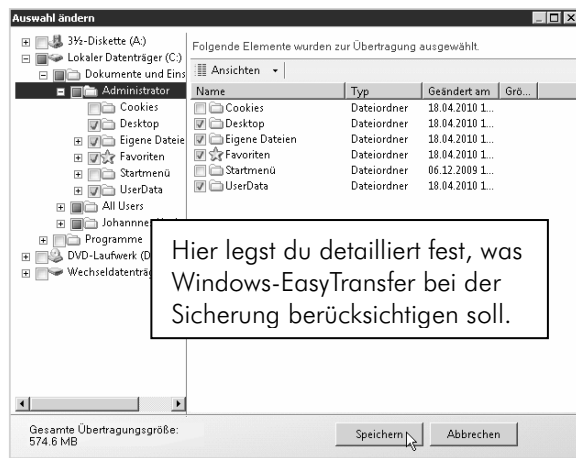 Auswahl ändern
3½-Diskette (A:)
Lokaler Datenträger (C:)
Dokumente und Eins
Administrator
Cookies
Desktop
Eigene Dateie
Favoriten
Startmenü
UserData
All Users
Programme
DVD-Laufwerk (D
Folgende Elemente wurden zur Übertragung ausgewählt.
Ansichten
Name Typ Geändert am Grö...
Cookies Dateiordner 18.04.2010 1...
Desktop Dateiordner 18.04.2010 1...
Eigene Dateien Dateiordner 18.04.2010 1...
Favoriten Dateiordner 18.04.2010 1...
Startmenü Dateiordner 06.12.2009 1...
UserData Dateiordner 18.04.2010 1...
Hier legst du detailliert fest, was
Windows-EasyTransfer bei der
Sicherung berücksichtigen soll.
Gesamte Übertragungsgröße:
574.6 MB
Speichern Abbrechen